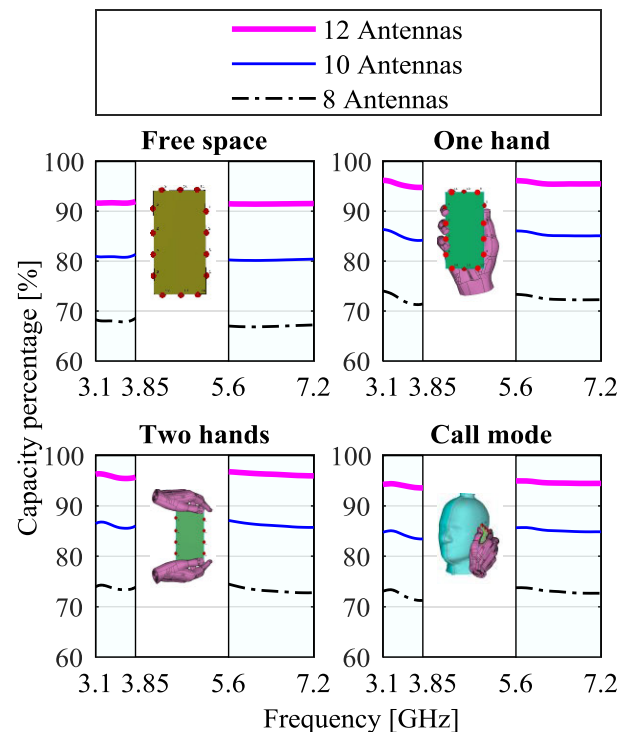 12 Antennas
10 Antennas
8 Antennas
Free space
One hand
100
90
80
70
60
3.1 3.85 5.6 7.2
100
90
80
70
60
3.1 3.85 5.6 7.2
Two hands
Call mode
100
90
80
70
60
3.1 3.85 5.6 7.2
100
90
80
70
60
3.1 3.85 5.6 7.2
Capacity percentage [%]
Frequency [GHz]